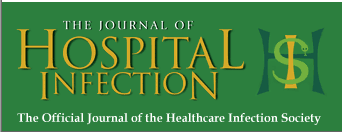 THE JOURNAL OF
HOSPITAL
INFECTION
The Official Journal of the Healthcare Infection Society